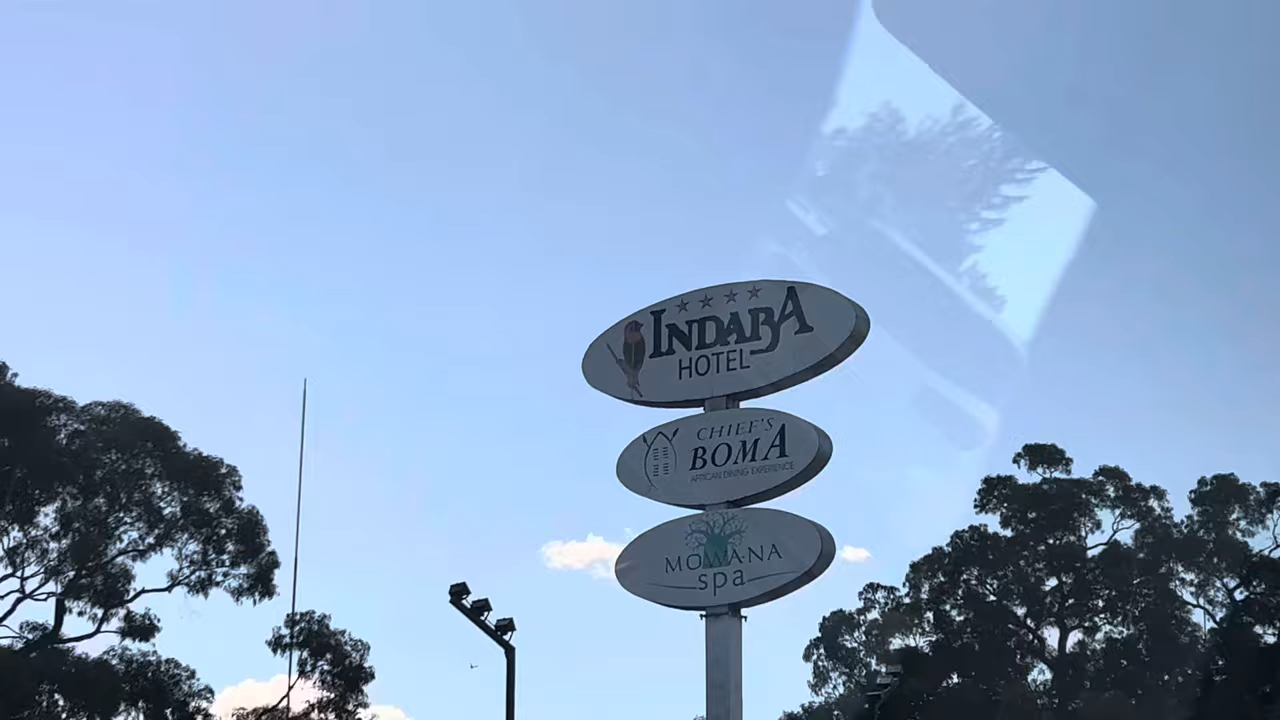 INDABA
HOTEL
CHIEF'S
BOMA
AFRICAN DINING EXPERIENCE
MOWANA
spa